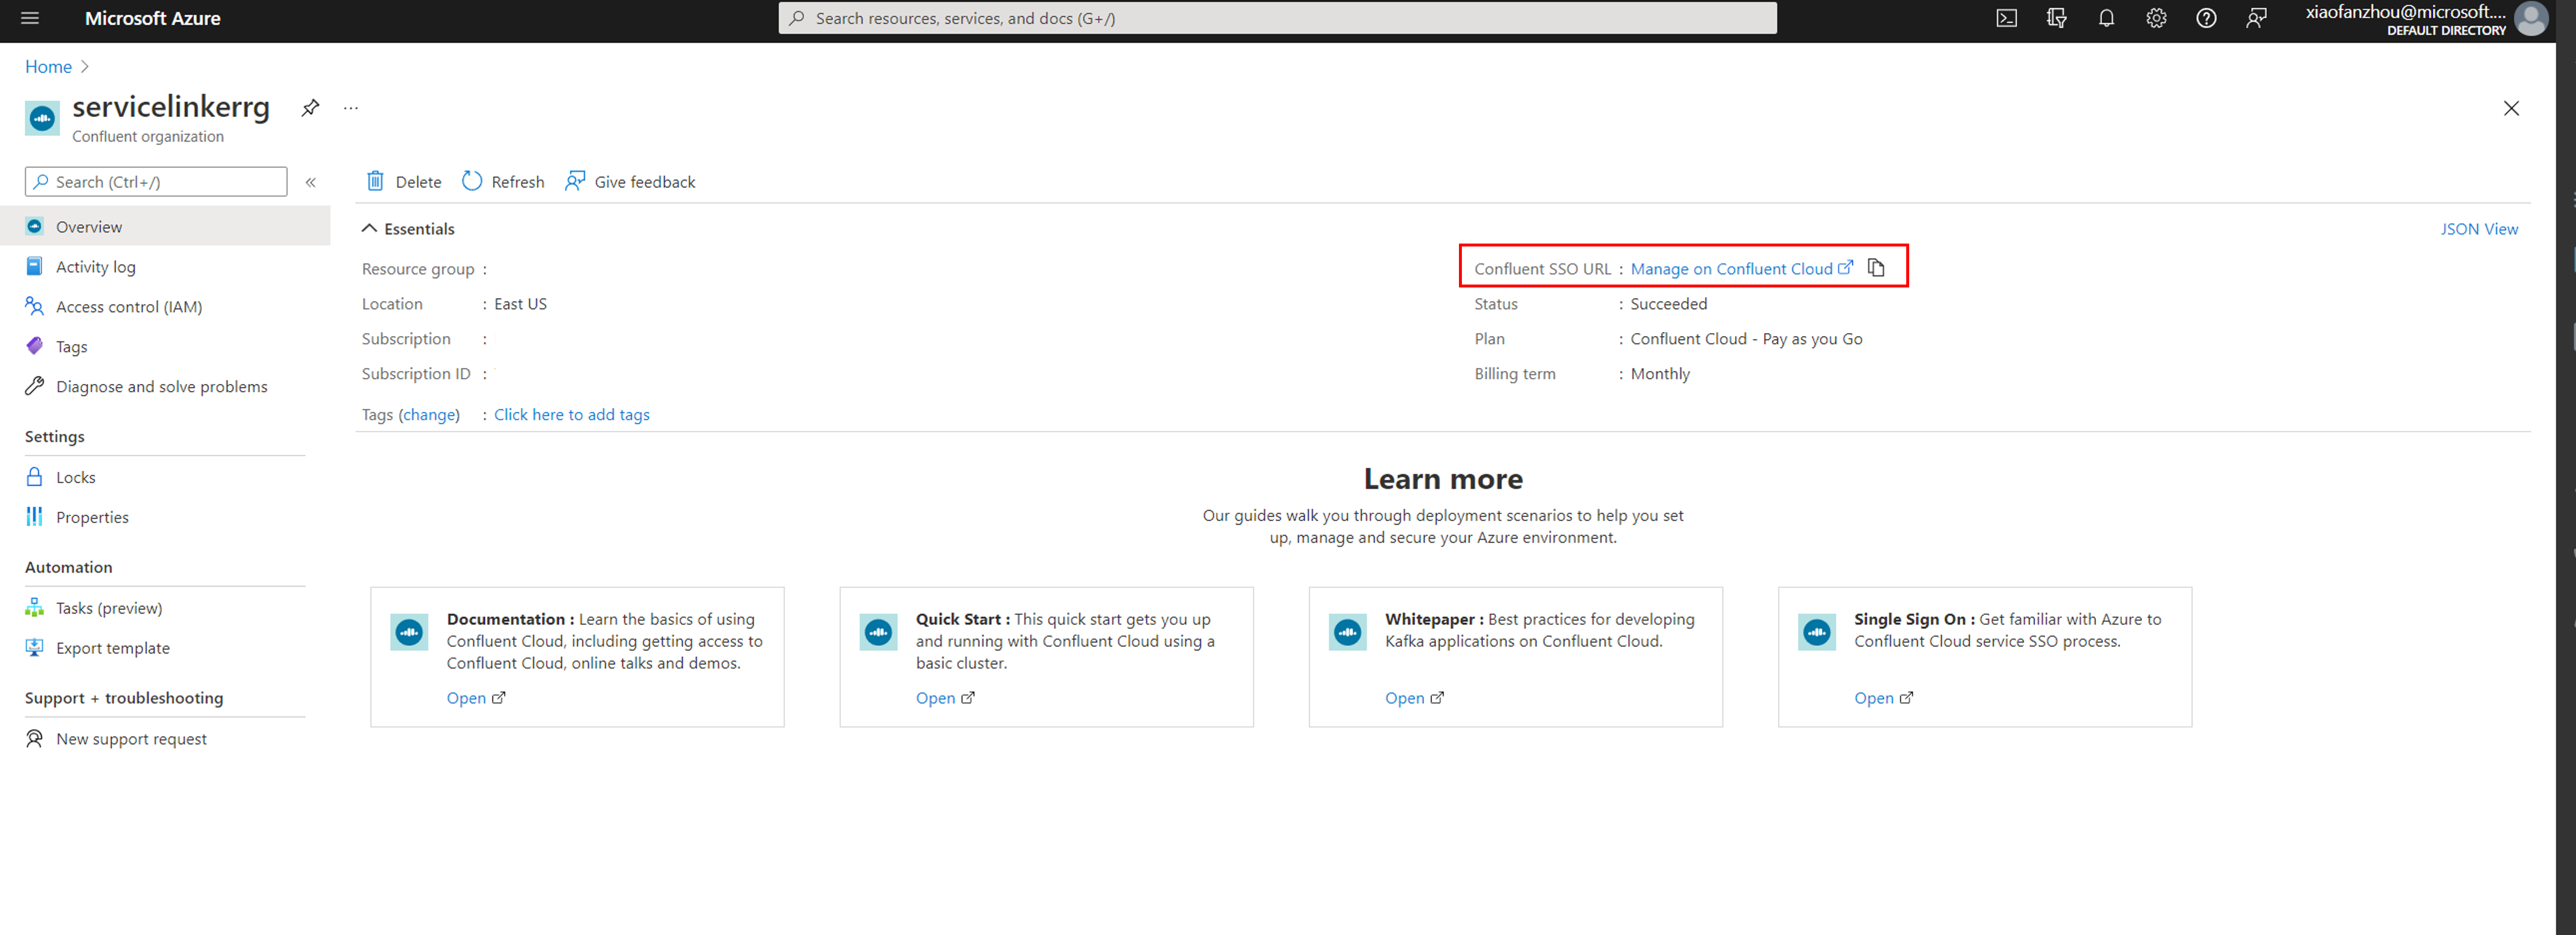 Microsoft Azure
Search resources, services, and docs (G+/)
xiaofanzhou@microsoft....
DEFAULT DIRECTORY
Home
servicelinkerrg
...
Confluent organization
Search (Ctrl+/)
«
Delete
Refresh
Give feedback
Overview
Activity log
Access control (IAM)
Tags
Diagnose and solve problems
Settings
Locks
Properties
Automation
Tasks (preview)
Export template
Support + troubleshooting
New support request
Essentials
JSON View
Resource group :
Location : East US
Subscription :
Subscription ID :
Tags (change) : Click here to add tags
Confluent SSO URL : Manage on Confluent Cloud
Status : Succeeded
Plan : Confluent Cloud - Pay as you Go
Billing term : Monthly
Learn more
Our guides walk you through deployment scenarios to help you set
up, manage and secure your Azure environment.
Documentation : Learn the basics of using
Confluent Cloud, including getting access to
Confluent Cloud, online talks and demos.
Open
Quick Start : This quick start gets you up
and running with Confluent Cloud using a
basic cluster.
Open
Whitepaper : Best practices for developing
Kafka applications on Confluent Cloud.
Open
Single Sign On : Get familiar with Azure to
Confluent Cloud service SSO process.
Open